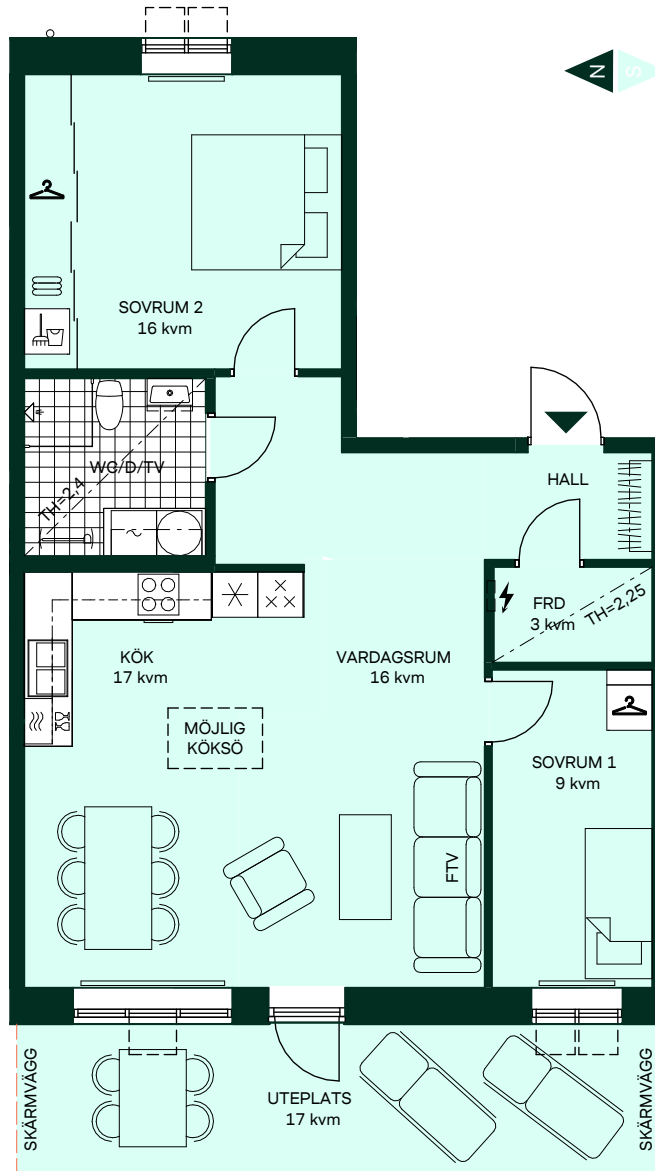 N
S
SOVRUM 2
16 kvm
WC/D/TV
TH=2,4
HALL
FRD
3 kvm
TH=2,25
KÖK
17 kvm
VARDAGSRUM
16 kvm
MÖJLIG
KÖKSÖ
SOVRUM 1
9 kvm
FTV
UTEPLATS
17 kvm
SKÄRMVÄGG
SKÄRMVÄGG